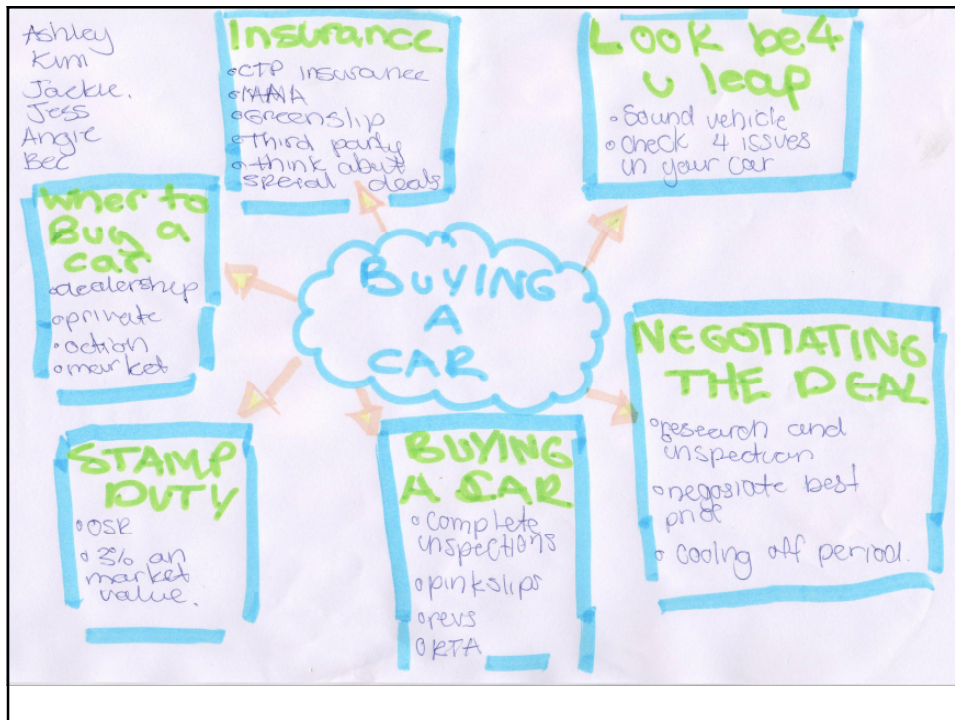 Ashley
Kim
Jackie.
Jess
Angie
Bec
Insurance
• CTP insurance
• Greenslip
• Third party
• think about
special deals
Look be4
u leap
• Sound vehicle
• check 4 issues
in your car
Wher to
Buy a
car
• dealership
• private
• action
• market
BUYING
A
CAR
NEGOTIATING
THE DEAL
• research and
inspection
• negosiate best
price
• cooling off period.
STAMP
DUTY
• OSR
• 3% on
market
value.
BUYING
A CAR
• complete
inspections
• pinkslips
• revs
• RTA